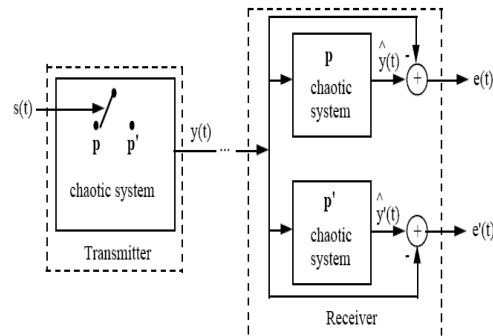 s(t)
p p'
chaotic system
Transmitter
y(t) ...
p
chaotic
system
ŷ(t)
-
+
e(t)
p'
chaotic
system
ŷ'(t)
+
-
e'(t)
Receiver